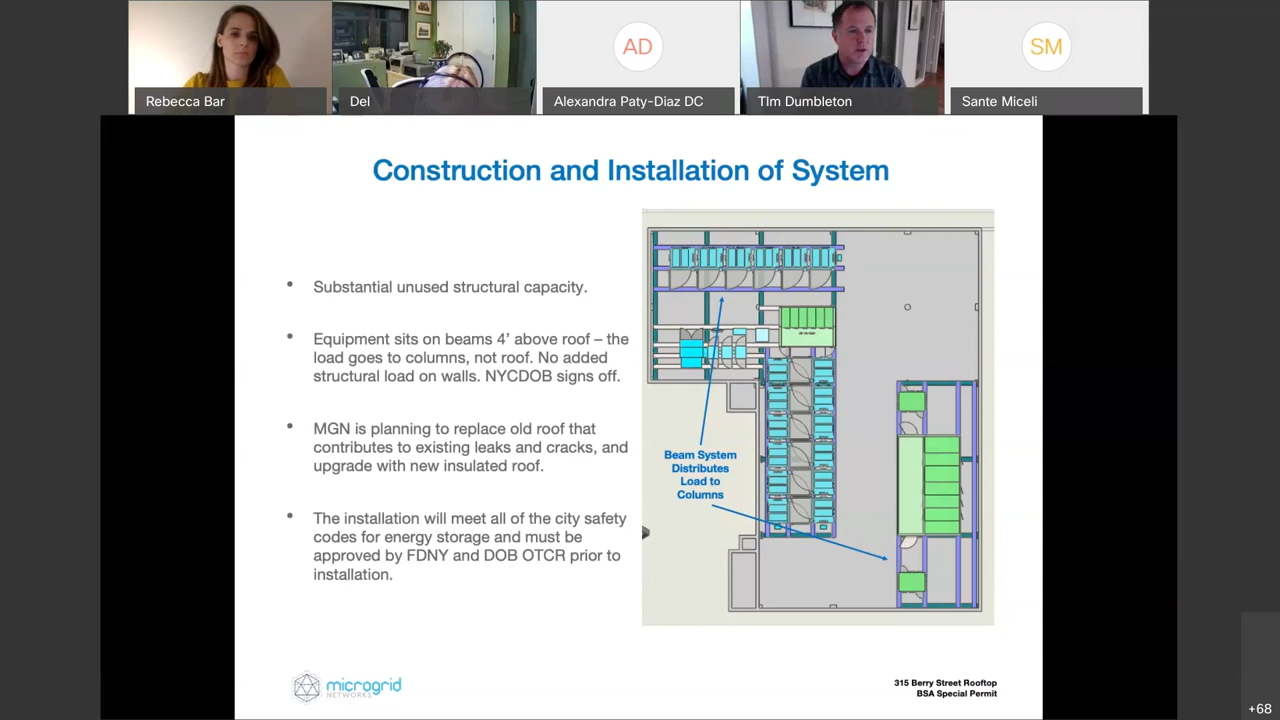 AD
SM
Rebecca Bar
Del
Alexandra Paty-Diaz DC
TIm Dumbleton
Sante Miceli
Construction and Installation of System
• Substantial unused structural capacity.
• Equipment sits on beams 4' above roof – the
load goes to columns, not roof. No added
structural load on walls. NYCDOB signs off.
• MGN is planning to replace old roof that
contributes to existing leaks and cracks, and
upgrade with new insulated roof.
• The installation will meet all of the city safety
codes for energy storage and must be
approved by FDNY and DOB OTCR prior to
installation.
Beam System
Distributes
Load to
Columns
microgrid
NETWORKS
315 Berry Street Rooftop
BSA Special Permit
+68